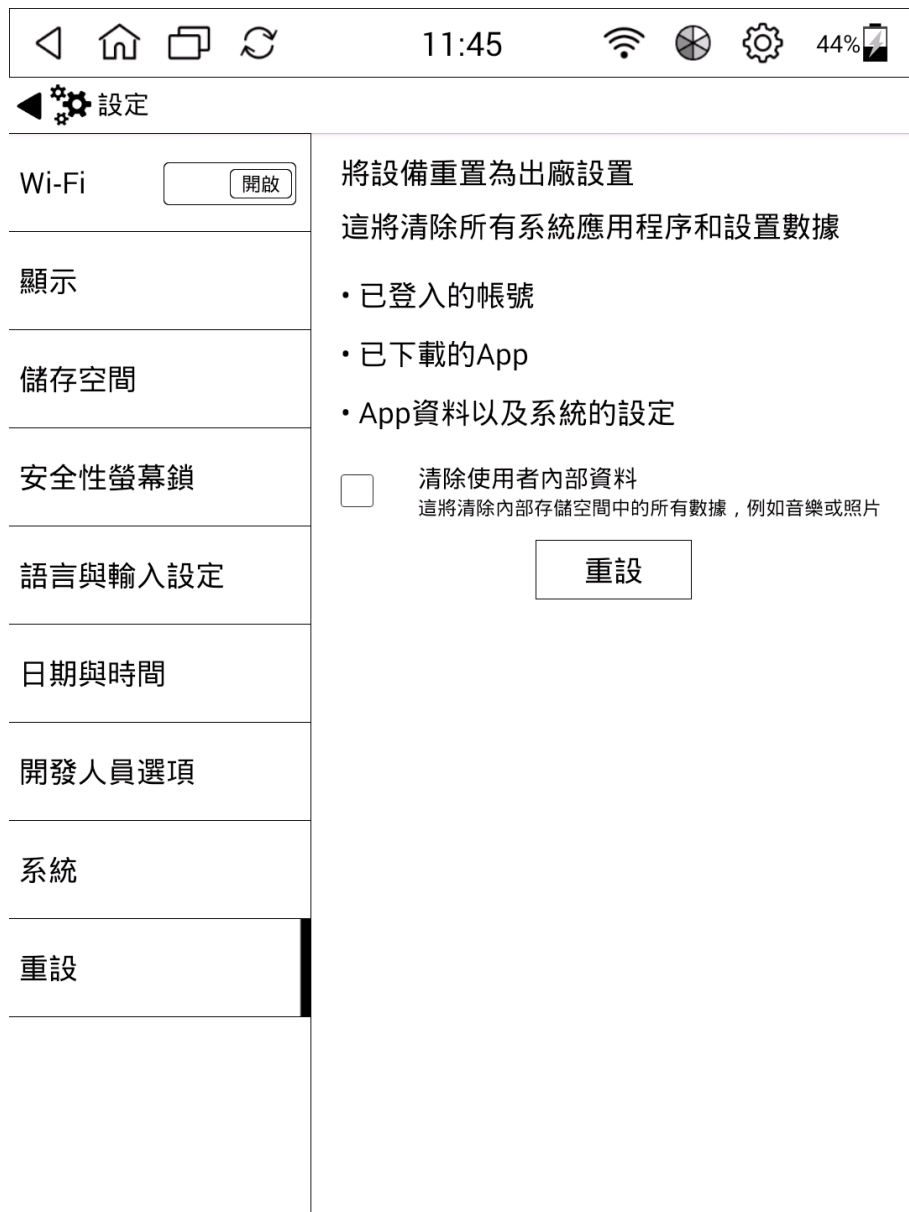 11:45
44%
設定
Wi-Fi
開啟
顯示
儲存空間
安全性螢幕鎖
語言與輸入設定
日期與時間
開發人員選項
系統
重設
將設備重置為出廠設置
這將清除所有系統應用程序和設置數據
• 已登入的帳號
• 已下載的App
• App資料以及系統的設定
清除使用者內部資料
這將清除內部存儲空間中的所有數據，例如音樂或照片
重設